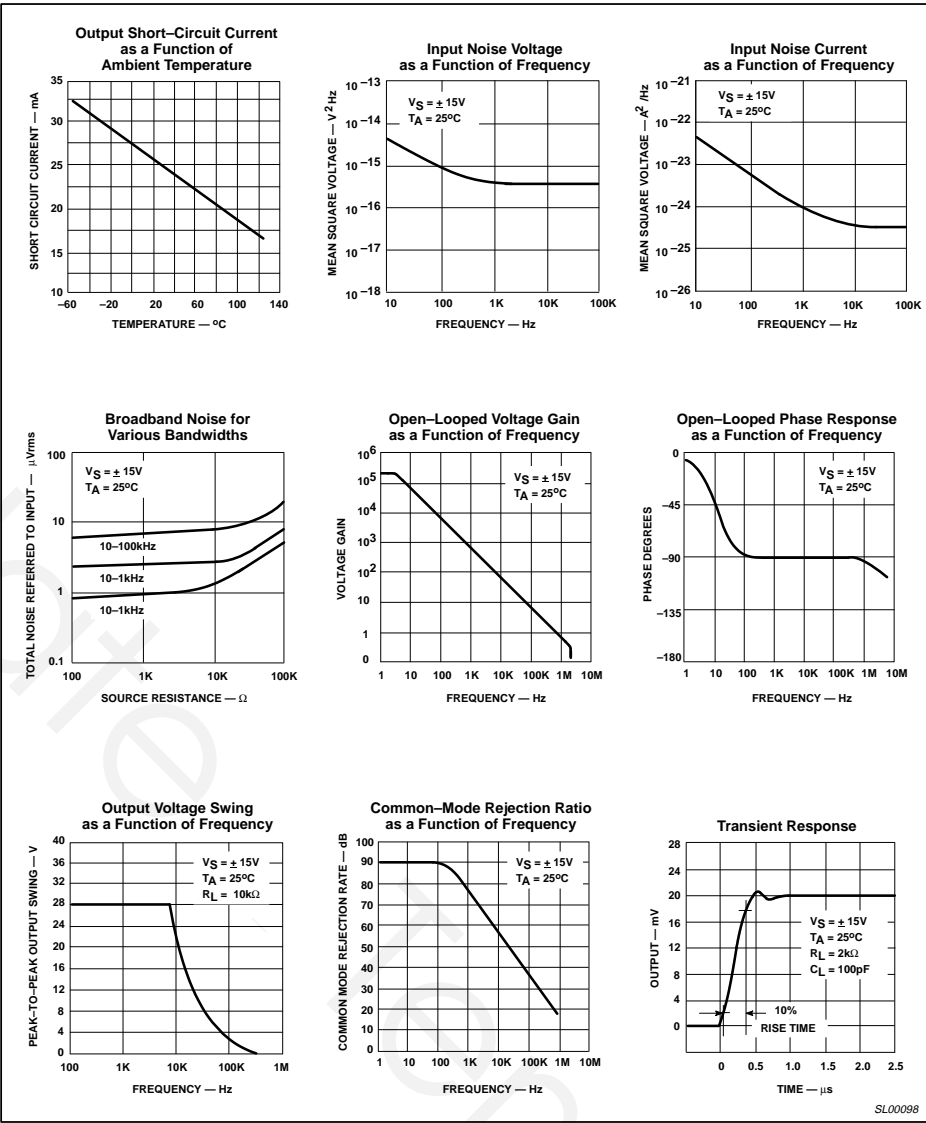 Output Short–Circuit Current
as a Function of
Ambient Temperature
SHORT CIRCUIT CURRENT — mA
35
30
25
20
15
10
–60 –20 20 60 100 140
TEMPERATURE — °C
Input Noise Voltage
as a Function of Frequency
MEAN SQUARE VOLTAGE — V²Hz
10⁻¹³
10⁻¹⁴
10⁻¹⁵
10⁻¹⁶
10⁻¹⁷
10⁻¹⁸
VS = ± 15V
TA = 25°C
10 100 1K 10K 100K
FREQUENCY — Hz
Input Noise Current
as a Function of Frequency
MEAN SQUARE VOLTAGE — A² /Hz
10⁻²¹
10⁻²²
10⁻²³
10⁻²⁴
10⁻²⁵
10⁻²⁶
VS = ± 15V
TA = 25°C
10 100 1K 10K 100K
FREQUENCY — Hz
Broadband Noise for
Various Bandwidths
TOTAL NOISE REFERRED TO INPUT — μVrms
100
10
1
0.1
VS = ± 15V
TA = 25°C
10–100kHz
10–1kHz
10–1kHz
100 1K 10K 100K
SOURCE RESISTANCE — Ω
Open–Looped Voltage Gain
as a Function of Frequency
VOLTAGE GAIN
10⁶
10⁵
10⁴
10³
10²
10
1
0
VS = ± 15V
TA = 25°C
1 10 100 1K 10K 100K 1M 10M
FREQUENCY — Hz
Open–Looped Phase Response
as a Function of Frequency
PHASE DEGREES
0
–45
–90
–135
–180
VS = ± 15V
TA = 25°C
1 10 100 1K 10K 100K 1M 10M
FREQUENCY — Hz
Output Voltage Swing
as a Function of Frequency
PEAK–TO–PEAK OUTPUT SWING — V
40
36
32
28
24
20
16
12
8
4
0
VS = ± 15V
TA = 25°C
RL = 10kΩ
100 1K 10K 100K 1M
FREQUENCY — Hz
Common–Mode Rejection Ratio
as a Function of Frequency
COMMON MODE REJECTION RATE — dB
100
90
80
70
60
50
40
30
20
10
0
VS = ± 15V
TA = 25°C
1 10 100 1K 10K 100K 1M 10M
FREQUENCY — Hz
Transient Response
OUTPUT — mV
28
24
20
16
12
8
4
0
VS = ± 15V
TA = 25°C
RL = 2kΩ
CL = 100pF
10%
RISE TIME
0 0.5 1.0 1.5 2.0 2.5
TIME — μs
SL00098